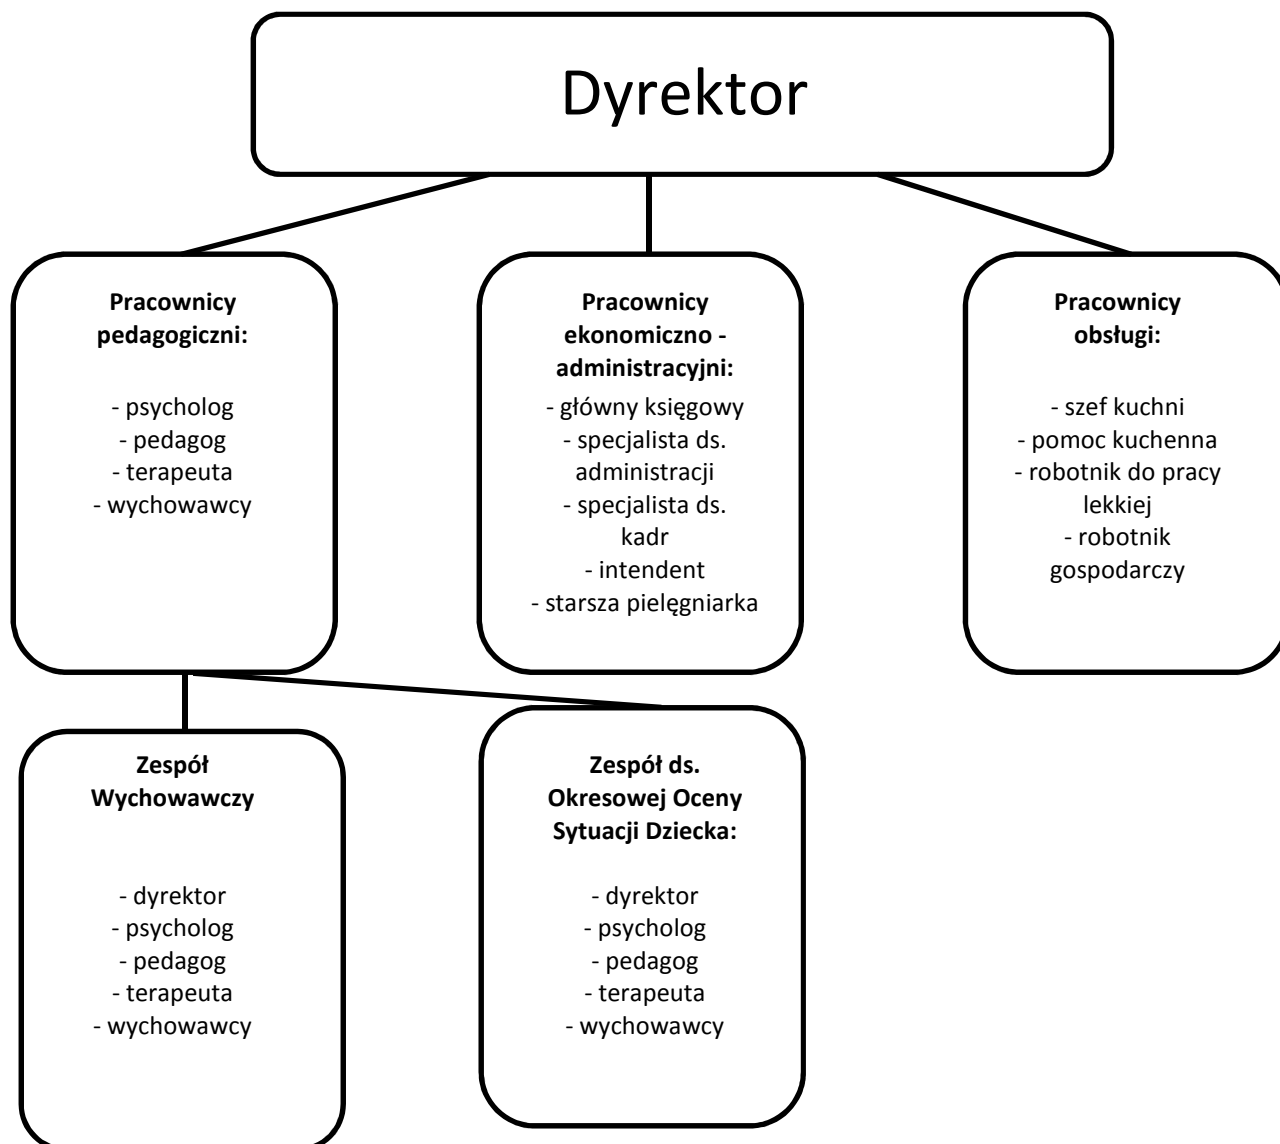 Dyrektor
Pracownicy
pedagogiczni:
- psycholog
- pedagog
- terapeuta
- wychowawcy
Pracownicy
ekonomiczno -
administracyjni:
- główny księgowy
- specjalista ds.
administracji
- specjalista ds.
kadr
- intendent
- starsza pielęgniarka
Pracownicy
obsługi:
- szef kuchni
- pomoc kuchenna
- robotnik do pracy
lekkiej
- robotnik
gospodarczy
Zespół
Wychowawczy
- dyrektor
- psycholog
- pedagog
- terapeuta
- wychowawcy
Zespół ds.
Okresowej Oceny
Sytuacji Dziecka:
- dyrektor
- psycholog
- pedagog
- terapeuta
- wychowawcy